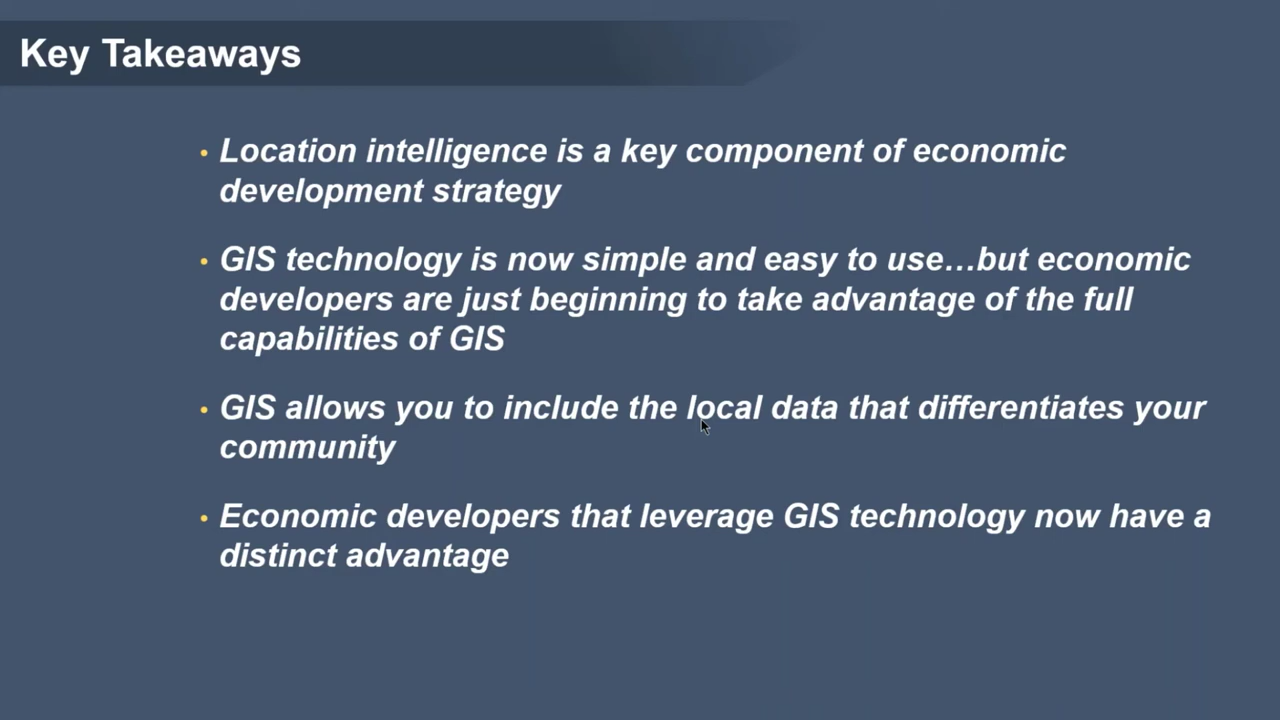 Key Takeaways
• Location intelligence is a key component of economic
development strategy
• GIS technology is now simple and easy to use…but economic
developers are just beginning to take advantage of the full
capabilities of GIS
• GIS allows you to include the local data that differentiates your
community
• Economic developers that leverage GIS technology now have a
distinct advantage